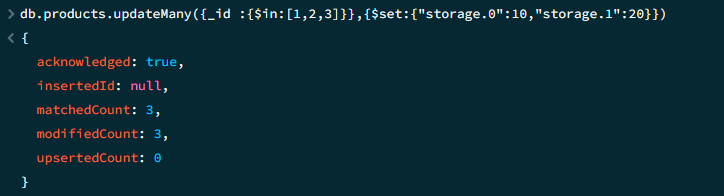 > db.products.updateMany({_id :{$in:[1,2,3]}},{$set:{"storage.0":10,"storage.1":20}})
< {
acknowledged: true,
insertedId: null,
matchedCount: 3,
modifiedCount: 3,
upsertedCount: 0
}